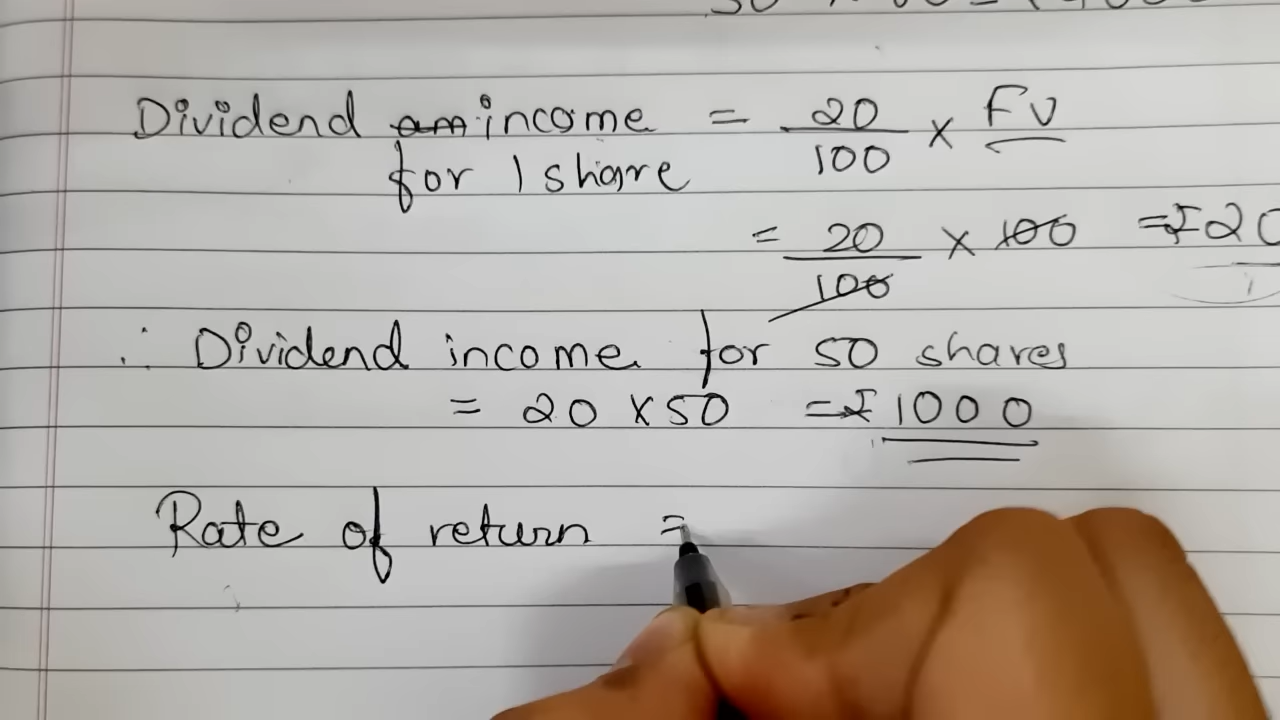 Dividend income = 20/100 × FV
for 1 share
= 20/100 × 100 = ₹20
∴ Dividend income for 50 shares
= 20 × 50 = ₹1000
Rate of return =